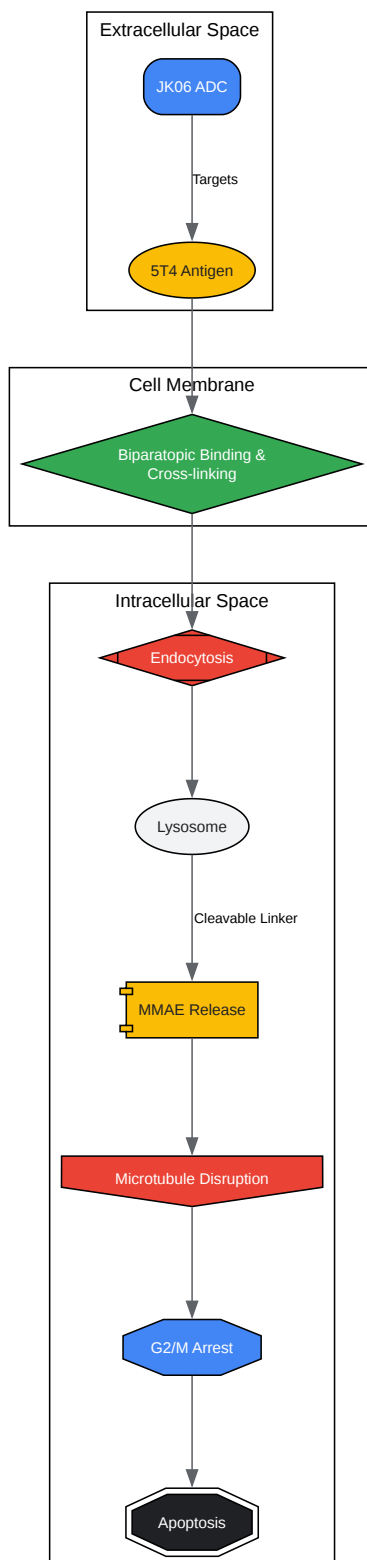 Extracellular Space
JK06 ADC
Targets
5T4 Antigen
Cell Membrane
Biparatopic Binding &
Cross-linking
Intracellular Space
Endocytosis
Lysosome
Cleavable Linker
MMAE Release
Microtubule Disruption
G2/M Arrest
Apoptosis